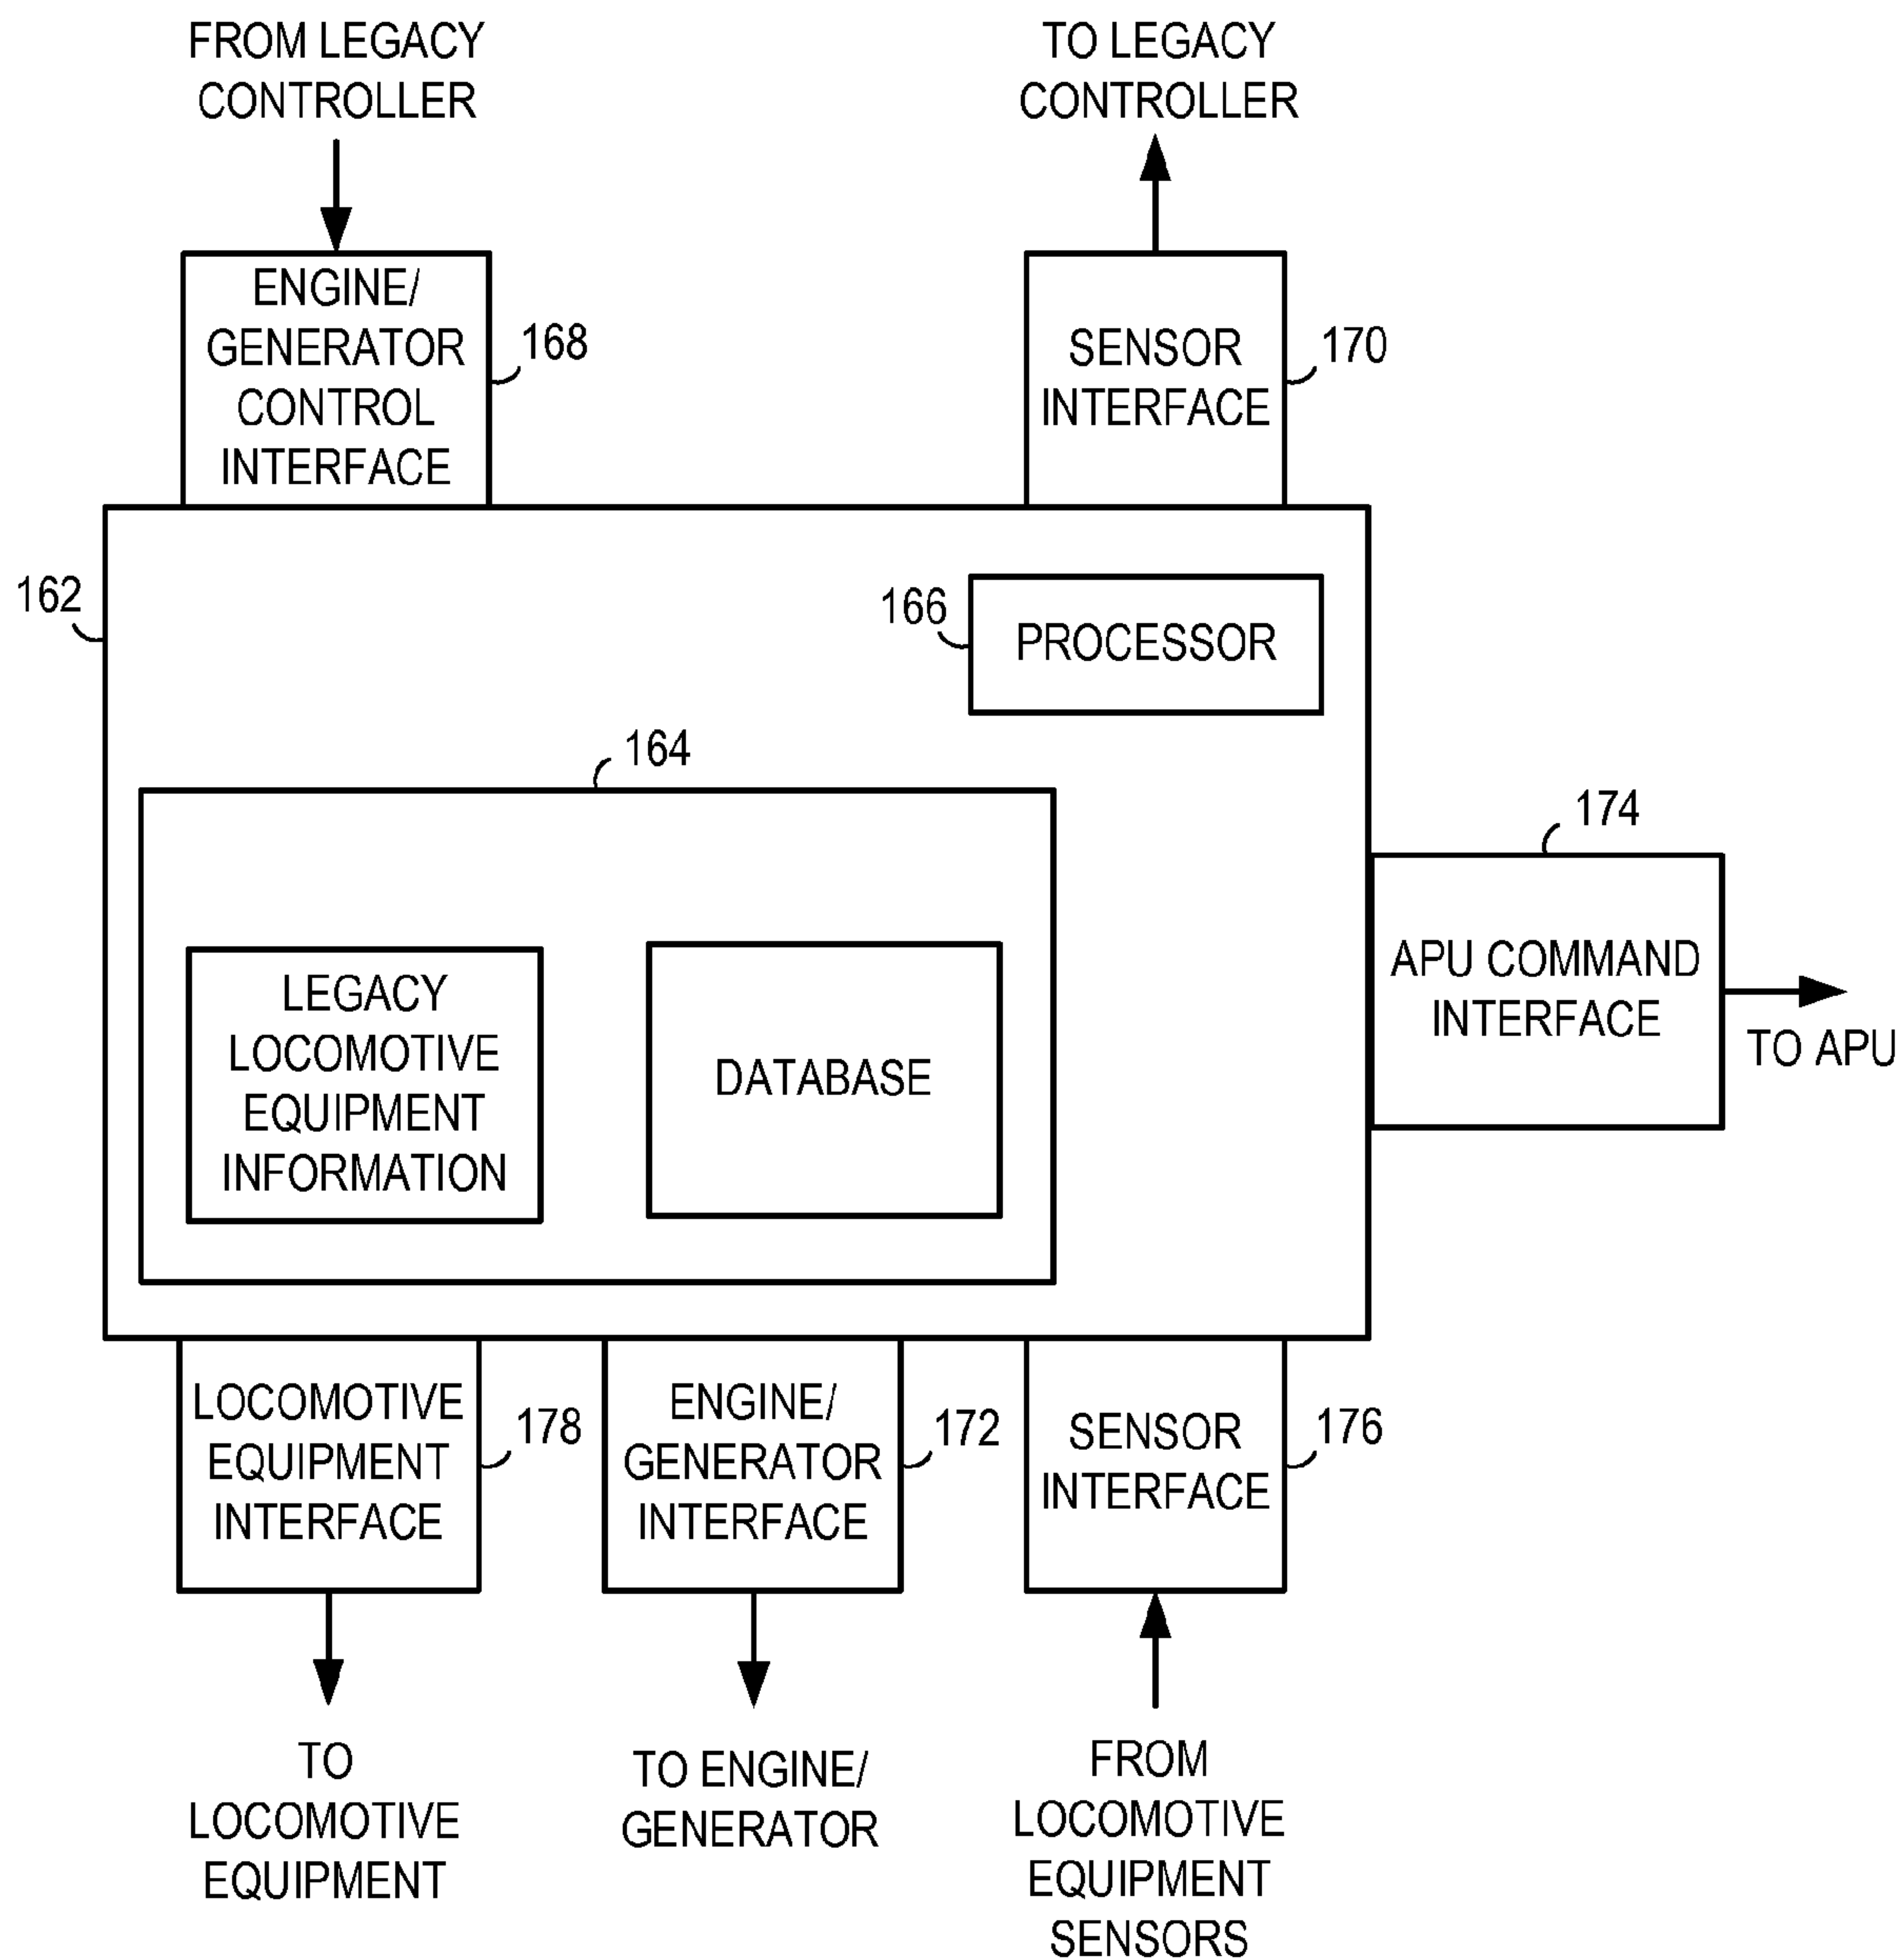 FROM LEGACY
CONTROLLER
TO LEGACY
CONTROLLER
ENGINE/
GENERATOR
CONTROL
INTERFACE
168
SENSOR
INTERFACE
170
162
166
PROCESSOR
164
174
APU COMMAND
INTERFACE
TO APU
LEGACY
LOCOMOTIVE
EQUIPMENT
INFORMATION
DATABASE
LOCOMOTIVE
EQUIPMENT
INTERFACE
178
ENGINE/
GENERATOR
INTERFACE
172
SENSOR
INTERFACE
176
TO
LOCOMOTIVE
EQUIPMENT
TO ENGINE/
GENERATOR
FROM
LOCOMOTIVE
EQUIPMENT
SENSORS